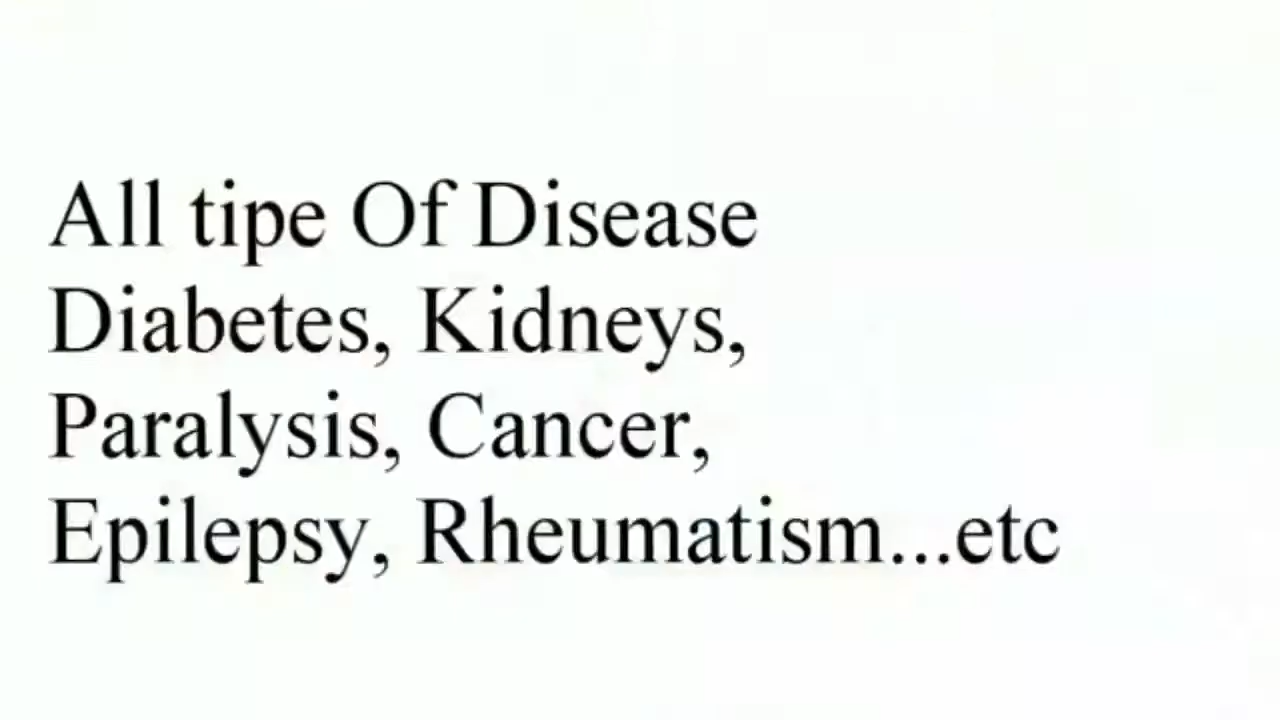 All tipe Of Disease
Diabetes, Kidneys,
Paralysis, Cancer,
Epilepsy, Rheumatism...etc